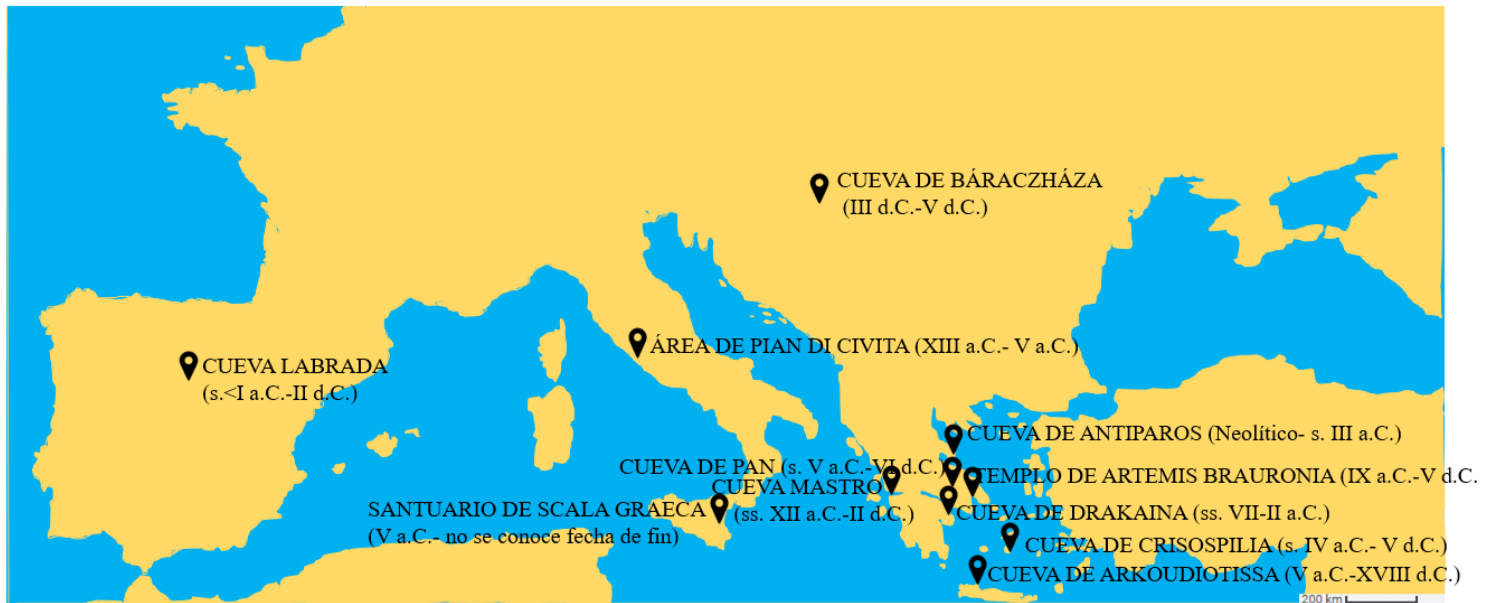 CUEVA DE BÁRACZHÁZA
(III d.C.-V d.C.)
ÁREA DE PIAN DI CIVITA (XIII a.C.- V a.C.)
CUEVA LABRADA
(s.<I a.C.-II d.C.)
CUEVA DE ANTIPAROS (Neolítico- s. III a.C.)
CUEVA DE PAN (s. V a.C.-VI d.C.)
TEMPLO DE ARTEMIS BRAURONIA (IX a.C.-V d.C.
CUEVA MASTRO
(ss. XII a.C.-II d.C.)
SANTUARIO DE SCALA GRAECA
(V a.C.- no se conoce fecha de fin)
CUEVA DE DRAKAINA (ss. VII-II a.C.)
CUEVA DE CRISOSPILIA (s. IV a.C.- V d.C.)
CUEVA DE ARKOUDIOTISSA (V a.C.-XVIII d.C.)
200 km